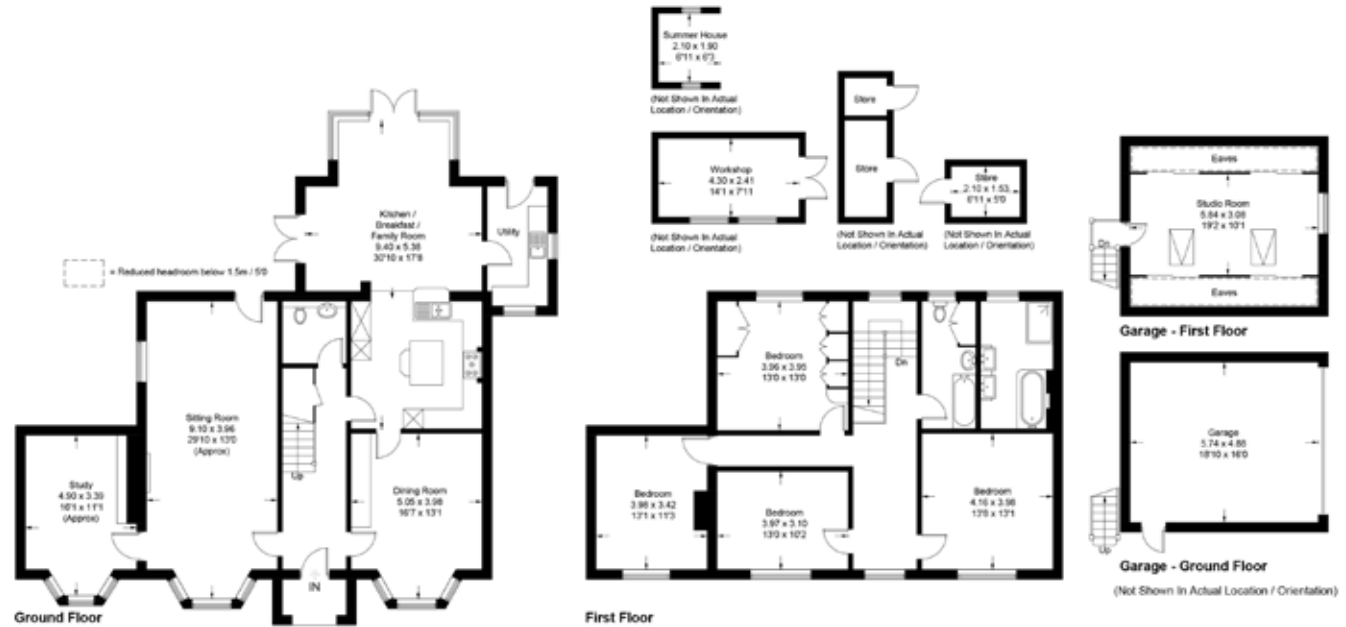 Summer House
2.10 x 1.90
6'11 x 6'3
(Not Shown In Actual
Location / Orientation)
Store
Store
(Not Shown In Actual
Location / Orientation)
Workshop
4.30 x 2.41
14'1 x 7'11
(Not Shown In Actual
Location / Orientation)
Store
2.10 x 1.53
6'11 x 5'0
(Not Shown In Actual
Location / Orientation)
Eaves
Studio Room
5.84 x 3.08
19'2 x 10'1
Dn
Eaves
Garage - First Floor
Kitchen /
Breakfast /
Family Room
9.40 x 5.38
30'10 x 17'8
Utility
= Reduced headroom below 1.5m / 5'0
Sitting Room
9.10 x 3.96
29'10 x 13'0
(Approx)
Study
4.90 x 3.39
16'1 x 11'1
(Approx)
Up
Dining Room
5.05 x 3.98
16'7 x 13'1
IN
Ground Floor
Bedroom
3.96 x 3.95
13'0 x 13'0
Dn
Bedroom
3.98 x 3.42
13'1 x 11'3
Bedroom
3.97 x 3.10
13'0 x 10'2
Bedroom
4.16 x 3.98
13'8 x 13'1
First Floor
Garage
5.74 x 4.88
18'10 x 16'0
Up
Garage - Ground Floor
(Not Shown In Actual Location / Orientation)